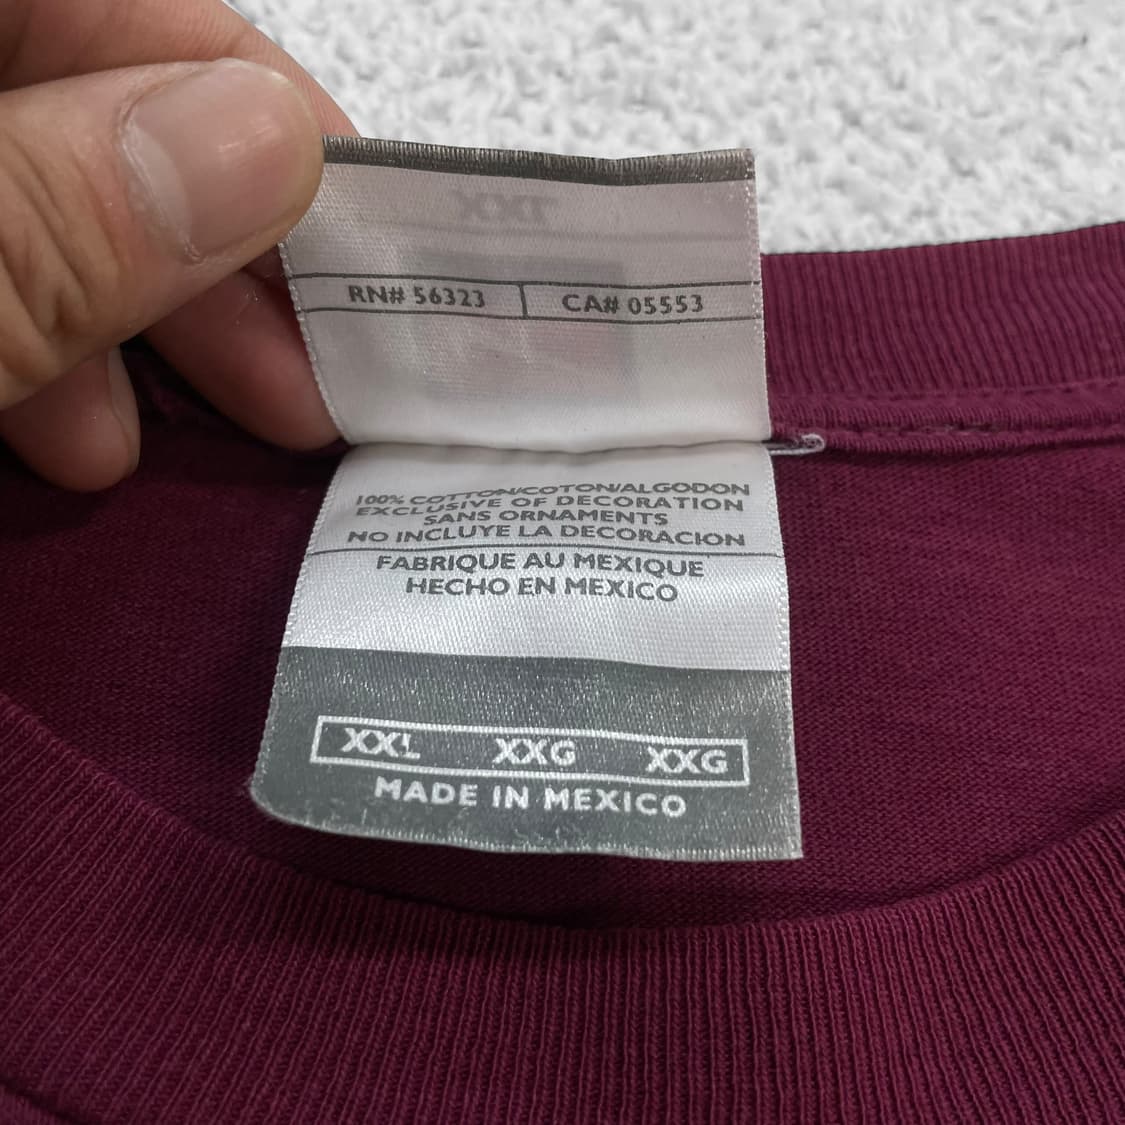 RN# 56323 CA# 05553
100% COTTON/COTON/ALGODON
EXCLUSIVE OF DECORATION
SANS ORNAMENTS
NO INCLUYE LA DECORACION
FABRIQUE AU MEXIQUE
HECHO EN MEXICO
XXL XXG XXG
MADE IN MEXICO